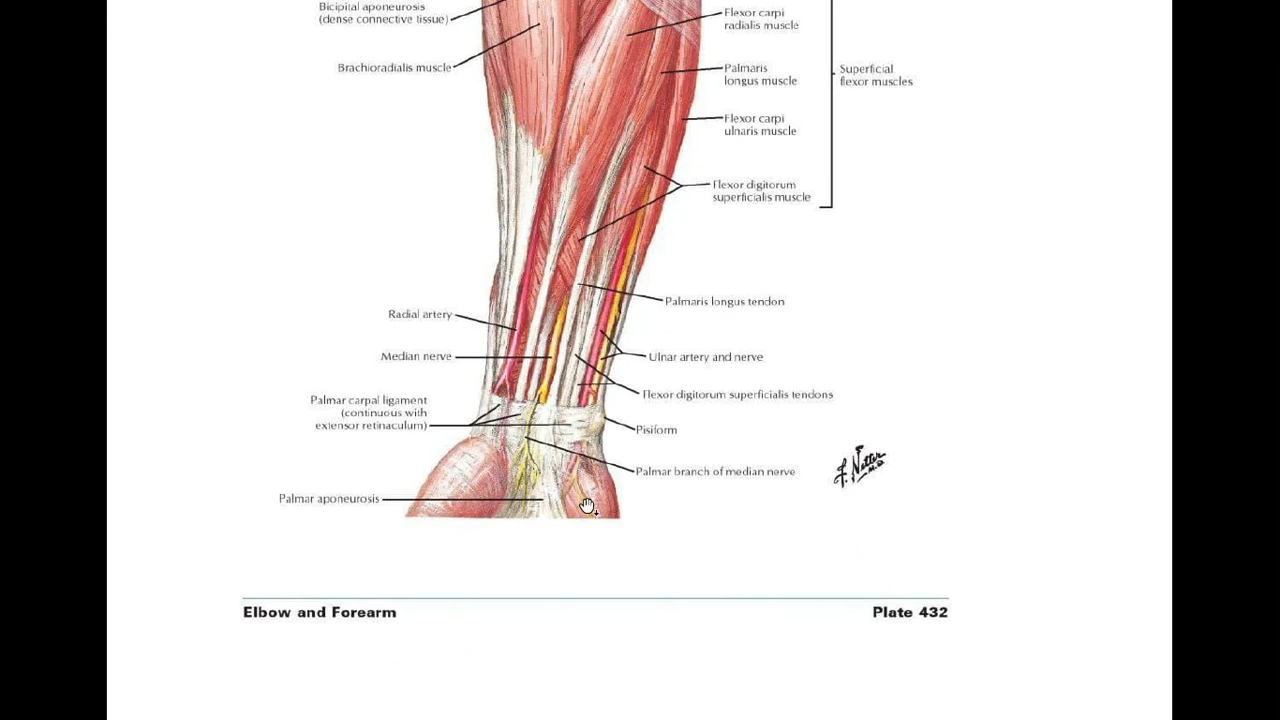 Bicipital aponeurosis
(dense connective tissue)
Brachioradialis muscle
Flexor carpi
radialis muscle
Palmaris
longus muscle
Superficial
flexor muscles
Flexor carpi
ulnaris muscle
Flexor digitorum
superficialis muscle
Palmaris longus tendon
Radial artery
Median nerve
Ulnar artery and nerve
Palmar carpal ligament
(continuous with
extensor retinaculum)
Flexor digitorum superficialis tendons
Pisiform
Palmar branch of median nerve
Palmar aponeurosis
F. Netter
M.D.
Elbow and Forearm
Plate 432